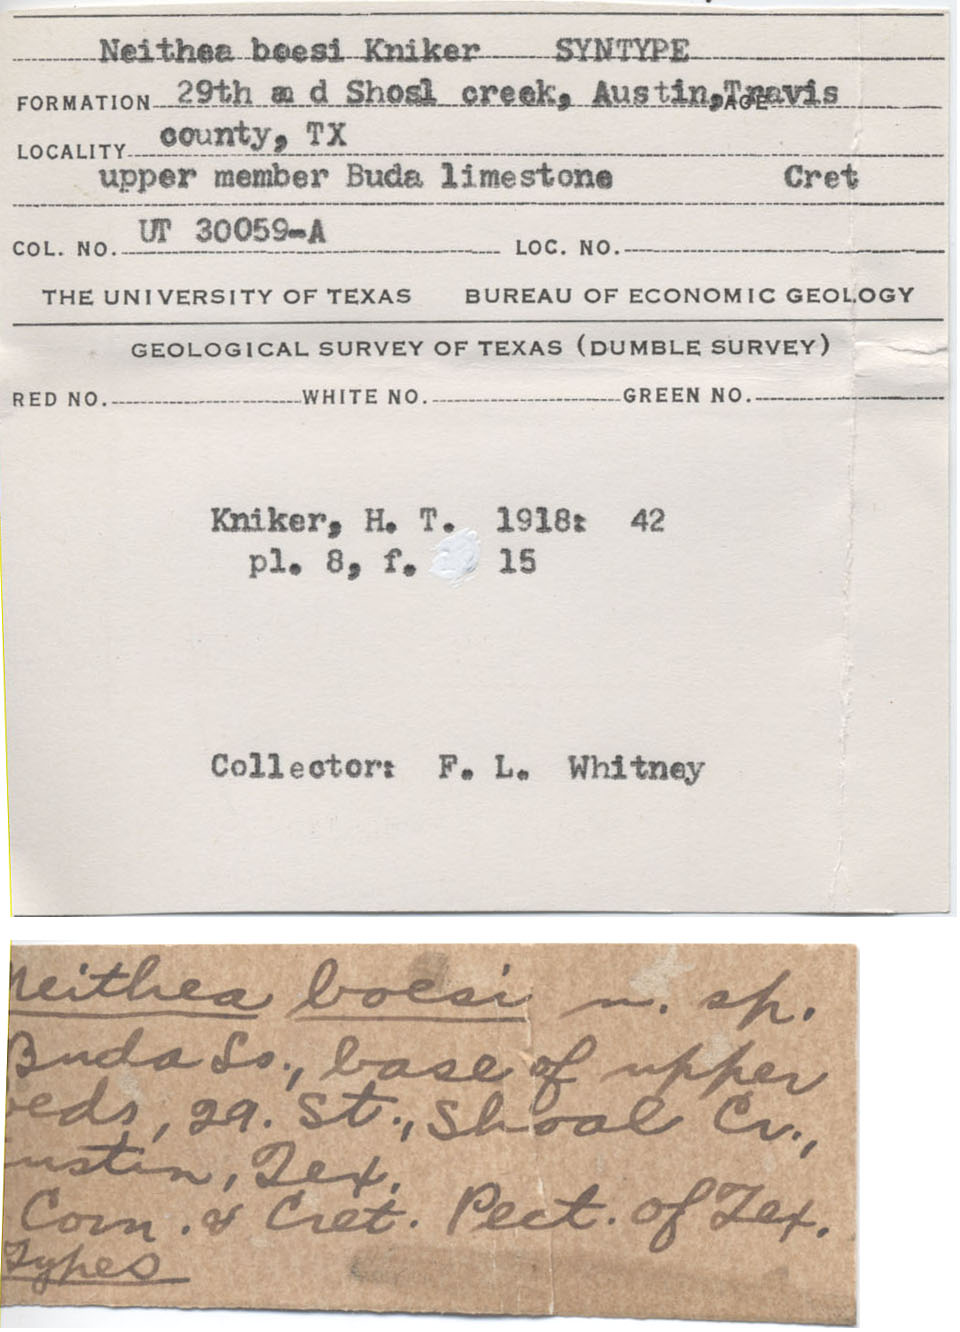 Neithea boesi Kniker SYNTYPE
FORMATION 29th a d Shosl creek, Austin, Travis
AGE
county, TX
LOCALITY
upper member Buda limestone Cret
COL. NO. UT 30059-A LOC. NO.
THE UNIVERSITY OF TEXAS BUREAU OF ECONOMIC GEOLOGY
GEOLOGICAL SURVEY OF TEXAS (DUMBLE SURVEY)
RED NO. WHITE NO. GREEN NO.
Kniker, H. T. 1918: 42
pl. 8, f. 15
Collector: F. L. Whitney
Neithea boesi n. sp.
Buda Ls., base of upper
beds, 29. St., Shoal Cr.,
ustin, Tex.
Com. & Cret. Pect. of Tex.
Types